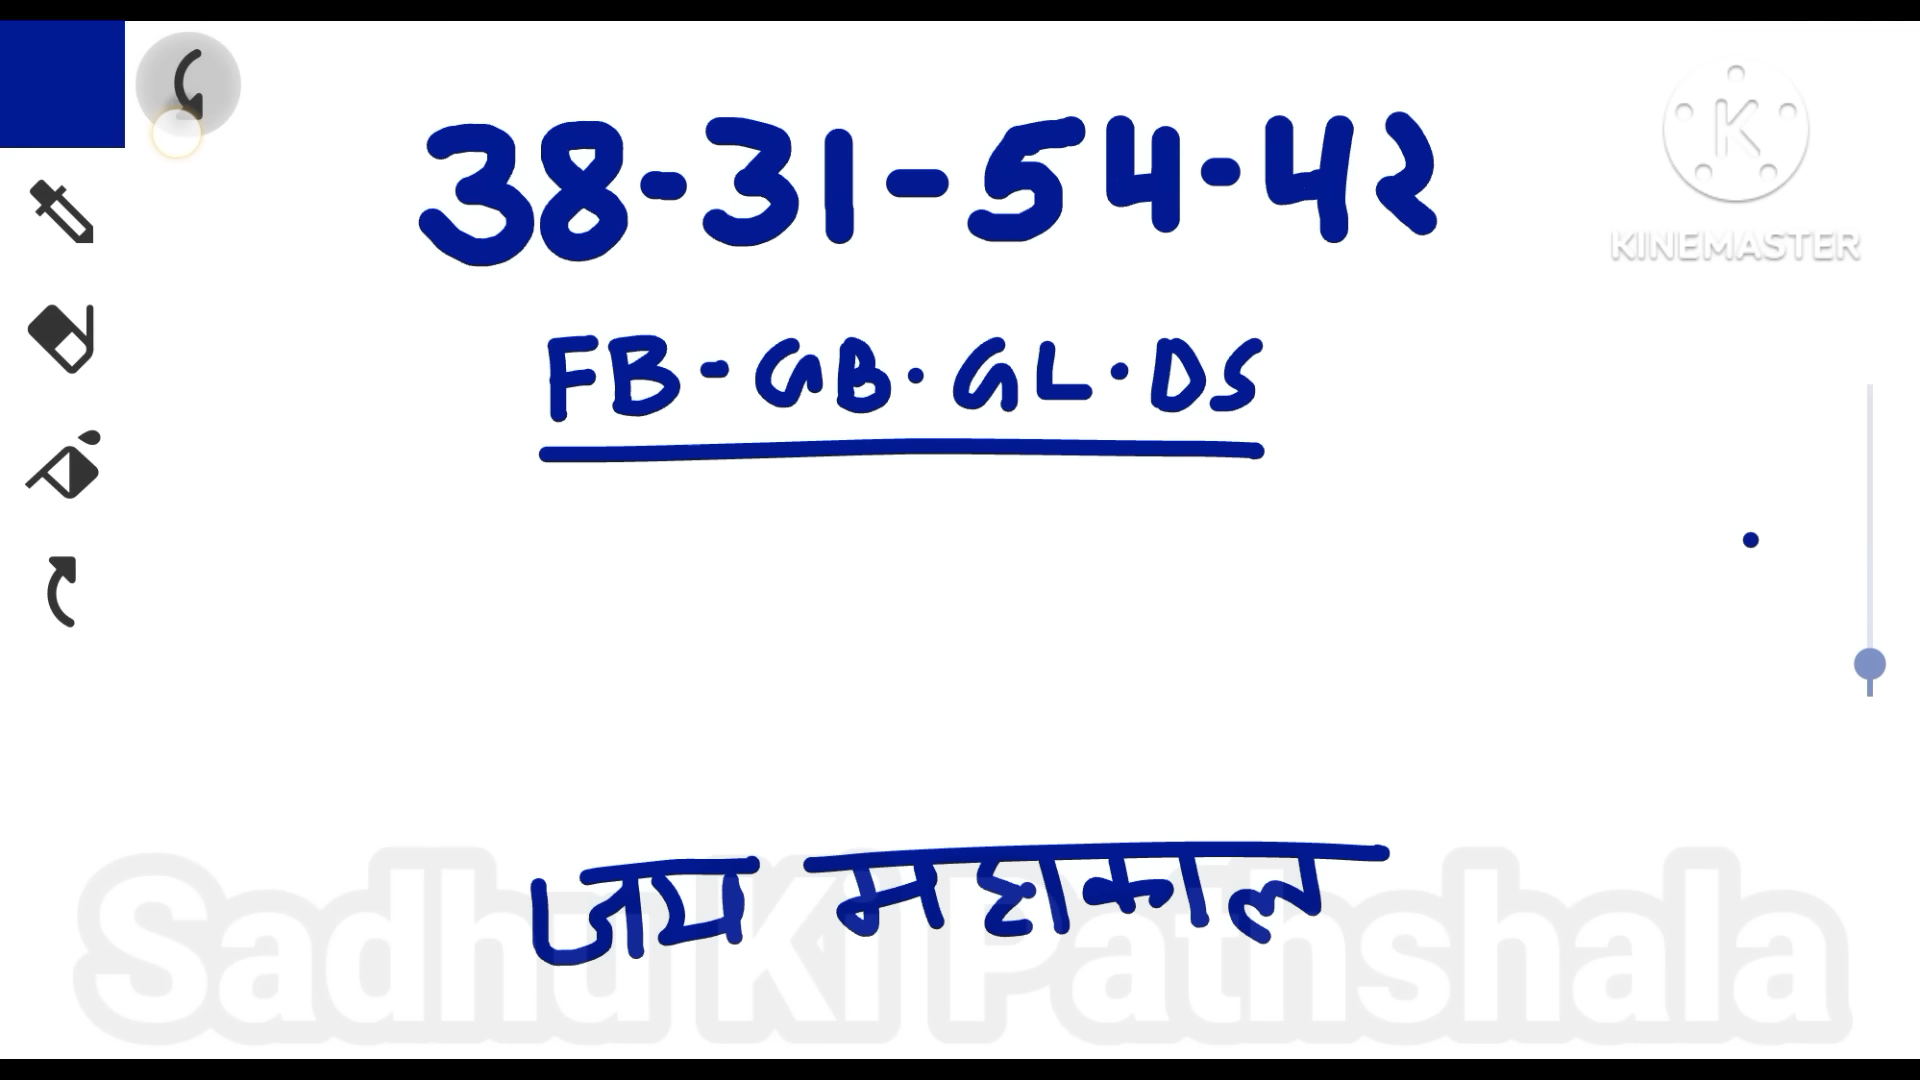 38-31-54-42
KINEMASTER
FB-GB.GL.DS
जय महाकाल
Sadhu Ki Pathshala